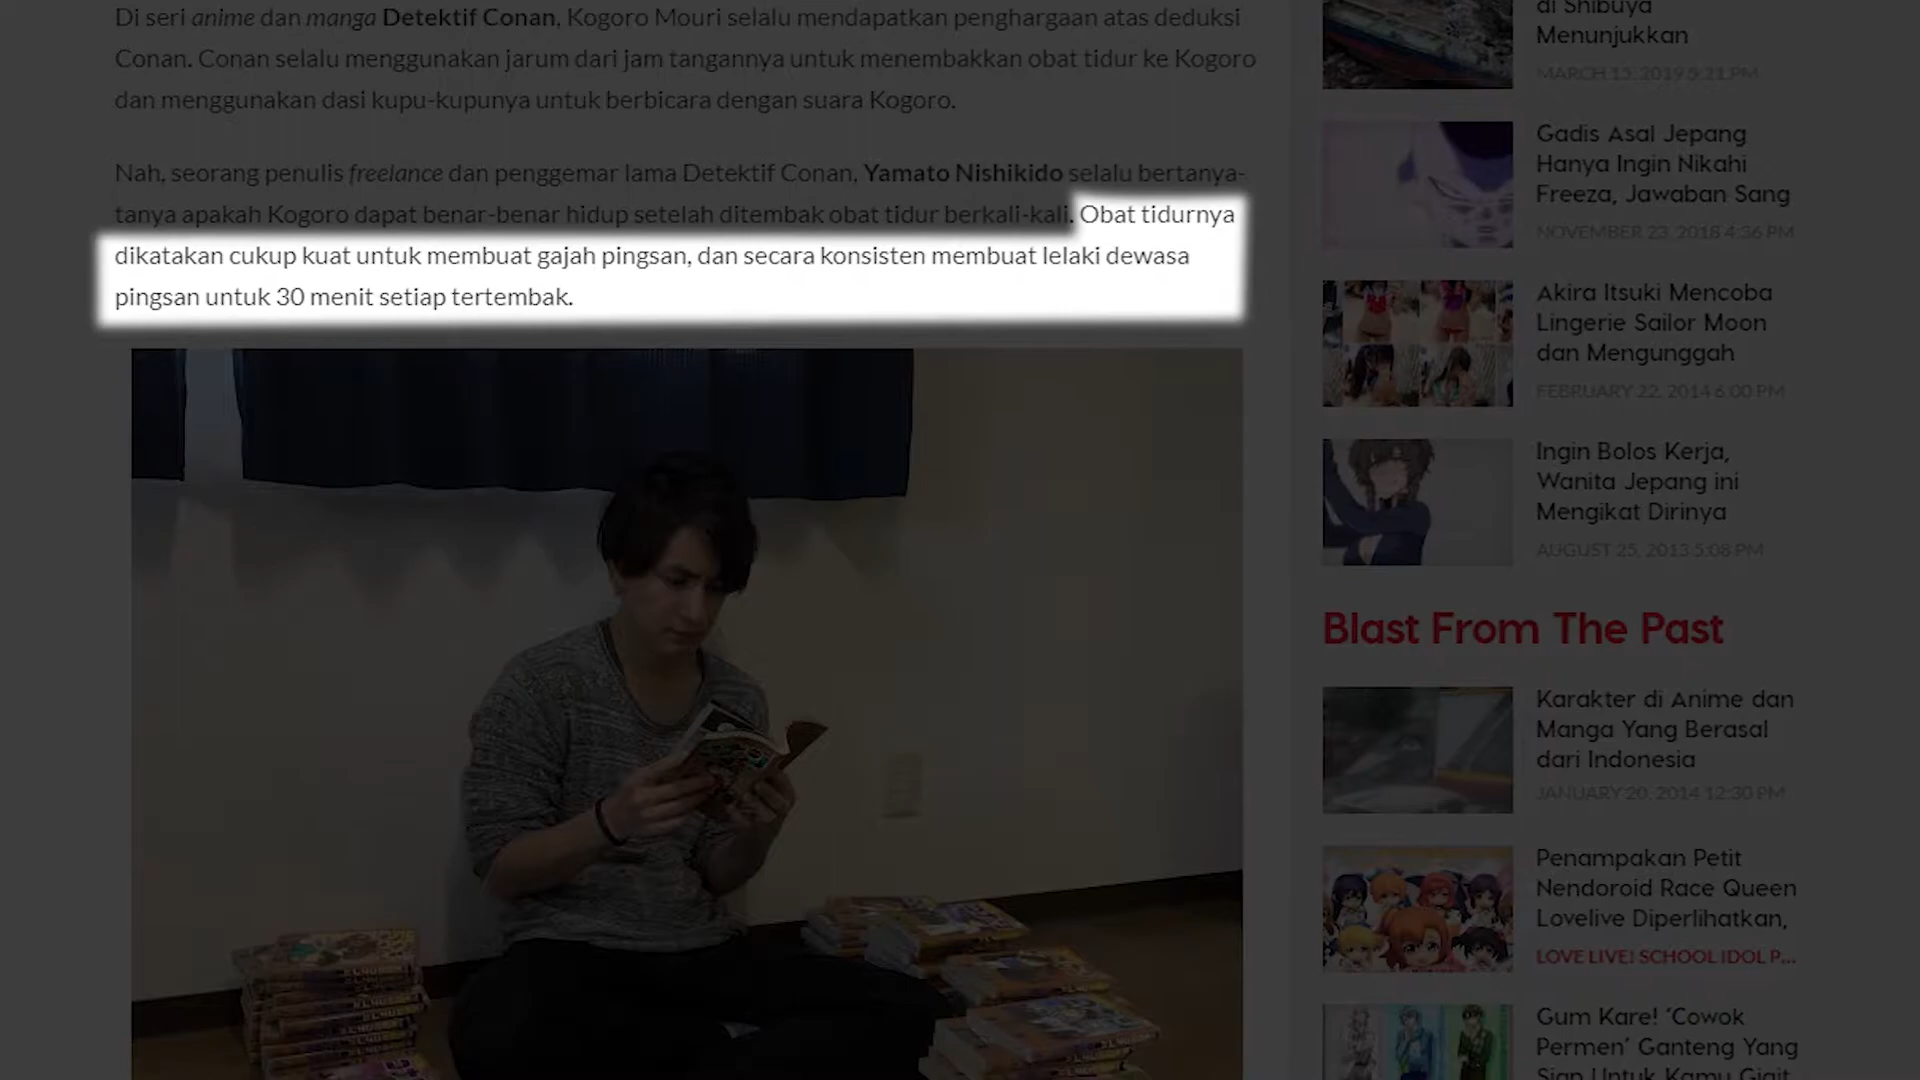 Di seri anime dan manga Detektif Conan, Kogoro Mouri selalu mendapatkan penghargaan atas deduksi
Conan. Conan selalu menggunakan jarum dari jam tangannya untuk menembakkan obat tidur ke Kogoro
dan menggunakan dasi kupu-kupunya untuk berbicara dengan suara Kogoro.
Nah, seorang penulis freelance dan penggemar lama Detektif Conan, Yamato Nishikido selalu bertanya-
tanya apakah Kogoro dapat benar-benar hidup setelah ditembak obat tidur berkali-kali. Obat tidurnya
dikatakan cukup kuat untuk membuat gajah pingsan, dan secara konsisten membuat lelaki dewasa
pingsan untuk 30 menit setiap tertembak.
di Shibuya
Menunjukkan
MARCH 15, 2019 5:21 PM
Gadis Asal Jepang
Hanya Ingin Nikahi
Freeza, Jawaban Sang
NOVEMBER 23, 2018 4:36 PM
Akira Itsuki Mencoba
Lingerie Sailor Moon
dan Mengunggah
FEBRUARY 22, 2014 6:00 PM
Ingin Bolos Kerja,
Wanita Jepang ini
Mengikat Dirinya
AUGUST 25, 2013 5:08 PM
Blast From The Past
Karakter di Anime dan
Manga Yang Berasal
dari Indonesia
JANUARY 20, 2014 12:30 PM
Penampakan Petit
Nendoroid Race Queen
Lovelive Diperlihatkan,
LOVE LIVE! SCHOOL IDOL P...
Gum Kare! ‘Cowok
Permen’ Ganteng Yang
Siap Untuk Kamu Gigit